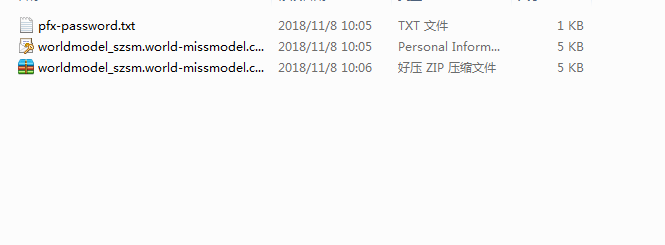 pfx-password.txt 2018/11/8 10:05 TXT 文件 1 KB
worldmodel_szsm.world-missmodel.c... 2018/11/8 10:05 Personal Inform... 5 KB
worldmodel_szsm.world-missmodel.c... 2018/11/8 10:06 好压 ZIP 压缩文件 5 KB